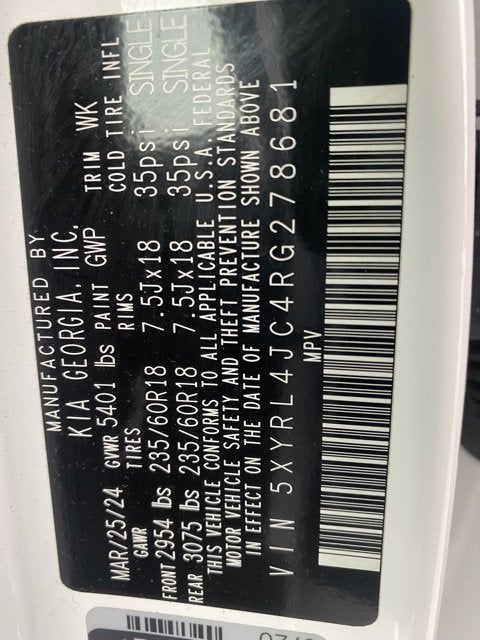 MANUFACTURED BY
KIA GEORGIA, INC.
MAR/25/24 GVWR 5401 lbs PAINT GWP TRIM WK
GAWR TIRES RIMS COLD TIRE INFL
FRONT 2954 lbs 235/60R18 7.5Jx18 35psi SINGLE
REAR 3075 lbs 235/60R18 7.5Jx18 35psi SINGLE
THIS VEHICLE CONFORMS TO ALL APPLICABLE U.S.A. FEDERAL
MOTOR VEHICLE SAFETY AND THEFT PREVENTION STANDARDS
IN EFFECT ON THE DATE OF MANUFACTURE SHOWN ABOVE
VIN 5XYRL4JC4RG278681
MPV